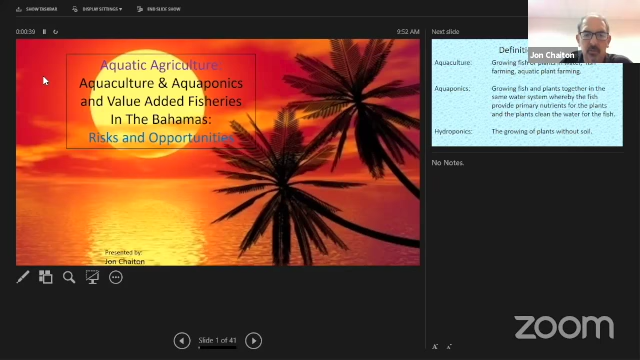 SHOW TASKBAR
DISPLAY SETTINGS
END SLIDE SHOW
0:00:39
9:52 AM
Aquatic Agriculture:
Aquaculture & Aquaponics
and Value Added Fisheries
In The Bahamas:
Risks and Opportunities
Presented by:
Jon Chaiton
Slide 1 of 41
Next slide
Jon Chaiton
Aquaculture:
farming, aquatic plant farming.
Aquaponics:
Growing fish and plants together in the
same water system whereby the fish
provide primary nutrients for the plants
and the plants clean the water for the fish.
Hydroponics:
The growing of plants without soil.
No Notes.
zoom